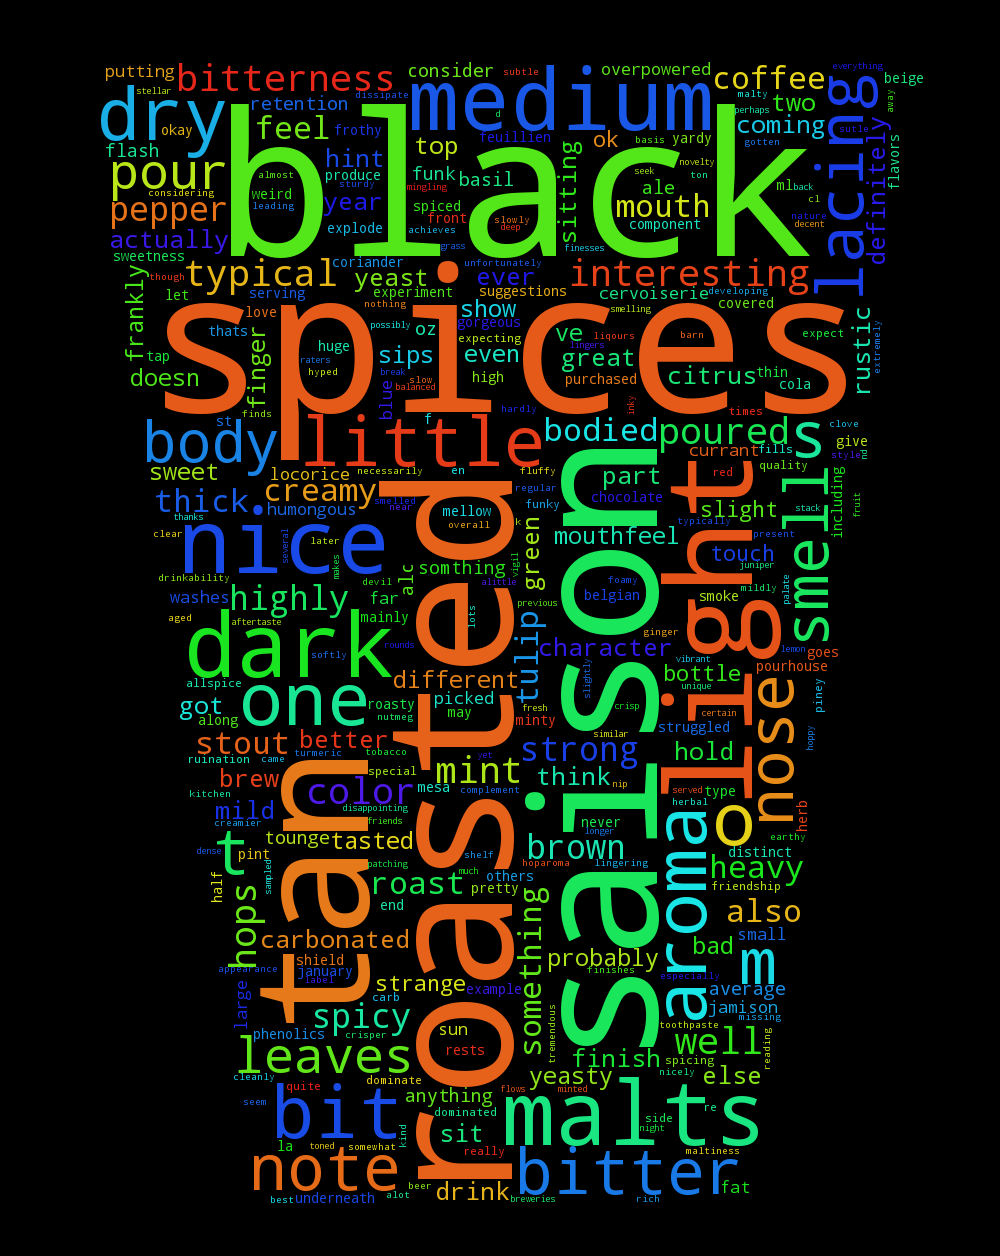 putting
stellar
bitterness
dissipate
consider
subtle
overpowered
coffee
malty
perhaps
everything
beige
away
dry
okay
retention
frothy
medium
d
feuillien
ok
basis
yardy
two
coming
gotten
lacing
sutle
definitely
flavors
flash
feel
hint
top
black
sitting
novelty
seek
ton
pour
considering
almost
weird
leading
produce
sturdy
funk
mingling
basil
ale
mouth
component
ml
back
cl
nature
decent
pepper
year
explode
spiced
achieves
front
slowly
deep
actually
sweetness
coriander
grass
finesses
though
typical
yeast
unfortunately
ever
interesting
let
serving
experiment
suggestions
cervoiserie
smelling
developing
covered
frankly
love
nothing
show
thats
finger
huge
possibly
oz
gorgeous
expecting
ve
liqours
barn
expect
extremely
rustic
spices
tap
doesn
raters
hyped
sips
break
slow
balanced
even
lingers
great
high
purchased
citrus
thin
cola
blue
inky
finds
st
f
hardly
times
clove
style
body
little
bodied
poured
s
give
nd
sweet
locorice
necessarily
en
fluffy
part
currant
fills
red
quality
thick
creamy
humongous
smelled
near
regular
chocolate
slight
smell
including
fruit
thanks
mellow
overall
funky
k
typically
stack
clear
nice
several
later
makes
green
vigil
mouthfeel
touch
present
juniper
drinkability
devil
alc
somthing
alittle
foamy
belgian
mildly
palate
washes
highly
far
mainly
lots
previous
smoke
aged
aftertaste
toasted
saison
light
dark
softly
rounds
fresh
tulip
character
ginger
vibrant
lemon
goes
pourhouse
allspice
one
different
slightly
bottle
unique
piney
got
along
roasty
nutmeg
picked
may
minty
crisp
similar
struggled
certain
nose
hoppy
stout
better
turmeric
tobacco
yet
strong
hold
ruination
came
brew
special
mint
think
nip
kitchen
color
mesa
complement
served
type
herbal
herb
mild
creamier
disappointing
friends
never
longer
o
earthy
t
tounge
tasted
brown
dense
pint
patching
shelf
much
hoparoma
lingering
distinct
sampled
half
roast
others
pretty
heavy
friendship
hops
end
tan
aroma
also
carbonated
something
probably
bad
small
appearance
shield
january
label
strange
example
finishes
especially
m
average
large
carb
jamison
missing
spicy
phenolics
crisper
sun
tremendous
toothpaste
reading
leaves
rests
finish
well
spicing
cleanly
quite
dominate
yeasty
nicely
else
seem
bit
anything
flows
minted
dominated
malts
re
side
night
la
toned
somewhat
kind
sit
really
maltiness
note
bitter
beer
drink
best
underneath
alot
breweries
rich
fat